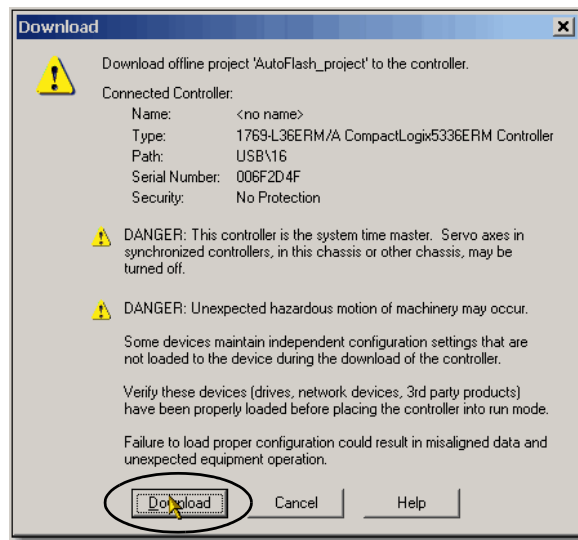 Download
Download offline project 'AutoFlash_project' to the controller.
Connected Controller:
Name: <no name>
Type: 1769-L36ERM/A CompactLogix5336ERM Controller
Path: USB\16
Serial Number: 006F2D4F
Security: No Protection
DANGER: This controller is the system time master. Servo axes in
synchronized controllers, in this chassis or other chassis, may be
turned off.
DANGER: Unexpected hazardous motion of machinery may occur.
Some devices maintain independent configuration settings that are
not loaded to the device during the download of the controller.
Verify these devices (drives, network devices, 3rd party products)
have been properly loaded before placing the controller into run mode.
Failure to load proper configuration could result in misaligned data and
unexpected equipment operation.
Download Cancel Help